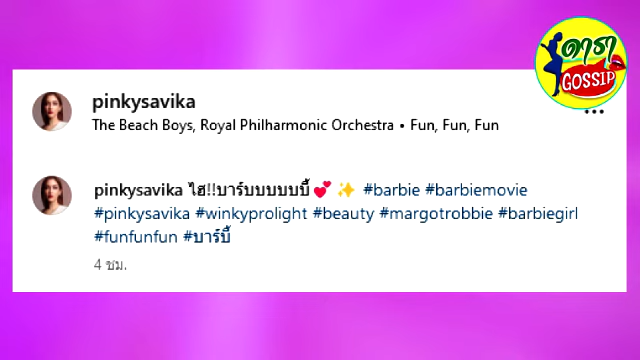 ดารา
GOSSIP
pinkysavika
The Beach Boys, Royal Philharmonic Orchestra • Fun, Fun, Fun
pinkysavika ไฮ!!บาร์บบบบบบี้💕 ✨ #barbie #barbiemovie
#pinkysavika #winkyprolight #beauty #margotrobbie #barbiegirl
#funfunfun #บาร์บี้
4 ชม.